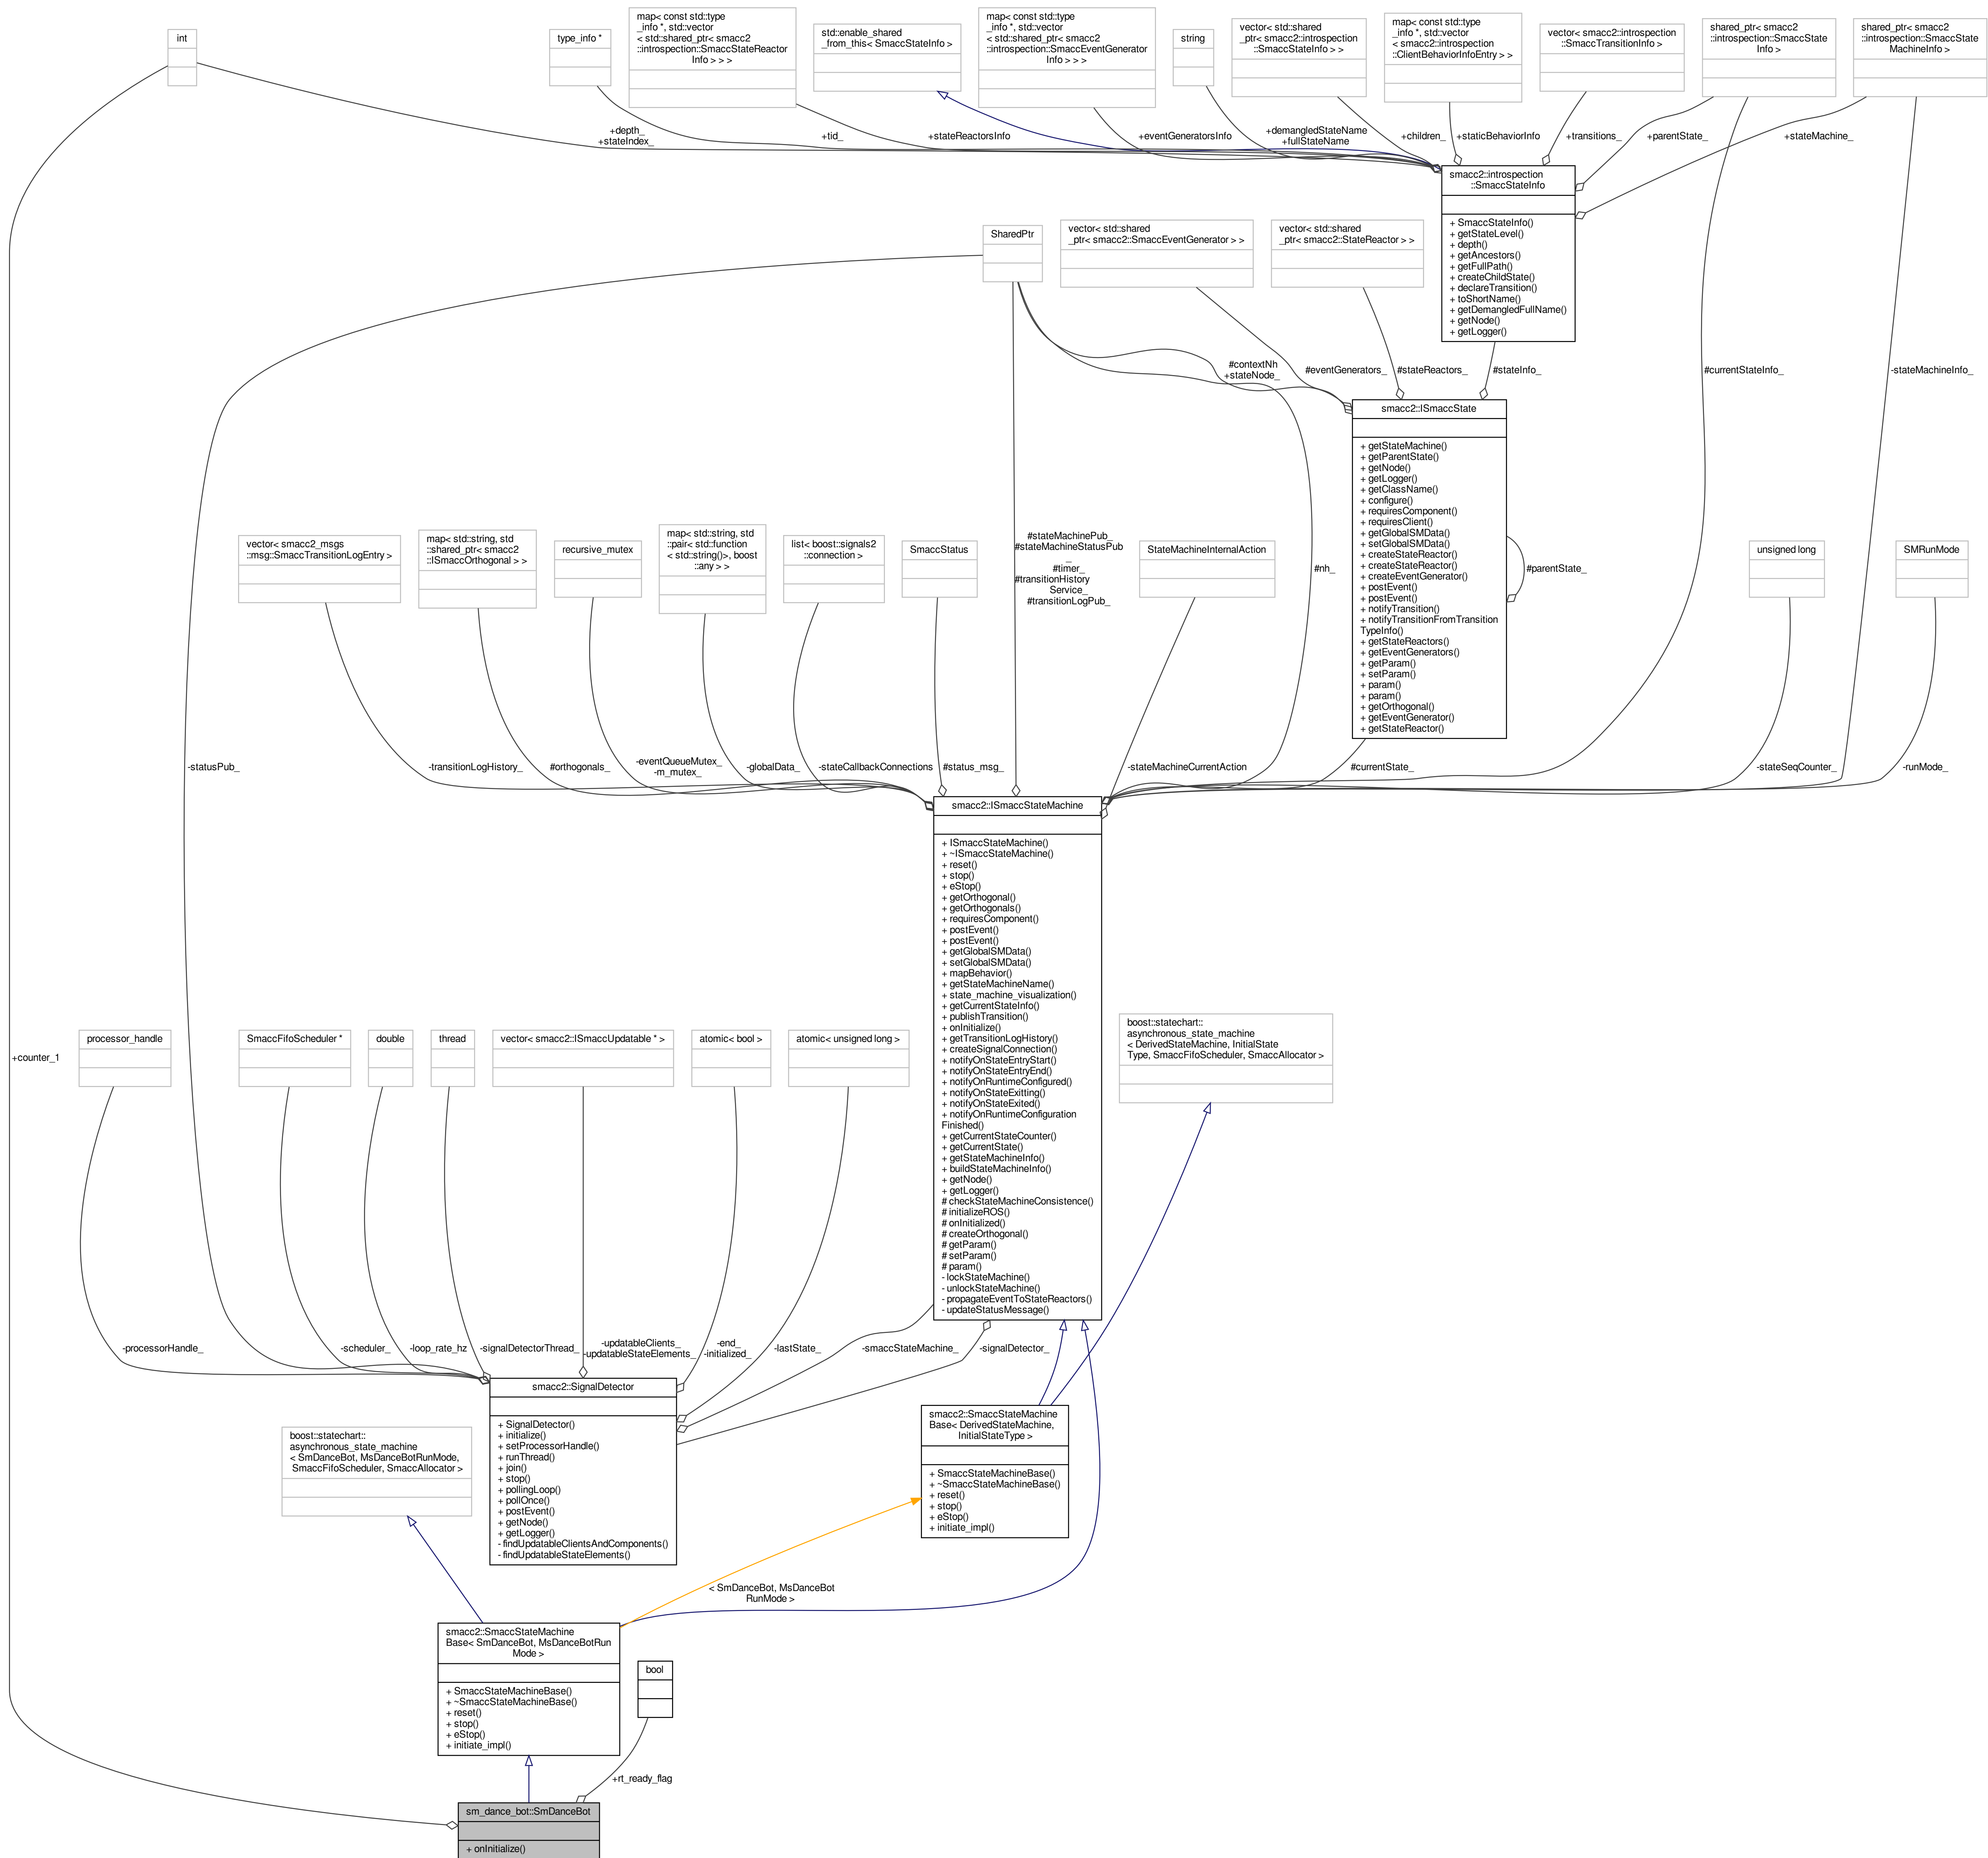 int
type_info *
map< const std::type
_info *, std::vector
< std::shared_ptr< smacc2
::introspection::SmaccStateReactor
Info > > >
std::enable_shared
_from_this< SmaccStateInfo >
map< const std::type
_info *, std::vector
< std::shared_ptr< smacc2
::introspection::SmaccEventGenerator
Info > > >
string
vector< std::shared
_ptr< smacc2::introspection
::SmaccStateInfo > >
map< const std::type
_info *, std::vector
< smacc2::introspection
::ClientBehaviorInfoEntry > >
vector< smacc2::introspection
::SmaccTransitionInfo >
shared_ptr< smacc2
::introspection::SmaccState
Info >
shared_ptr< smacc2
::introspection::SmaccState
MachineInfo >
+depth_
+stateIndex_
+tid_
+stateReactorsInfo
+eventGeneratorsInfo
+demangledStateName
+fullStateName
+children_
+staticBehaviorInfo
+transitions_
+parentState_
+stateMachine_
smacc2::introspection
::SmaccStateInfo
+ SmaccStateInfo()
+ getStateLevel()
+ depth()
+ getAncestors()
+ getFullPath()
+ createChildState()
+ declareTransition()
+ toShortName()
+ getDemangledFullName()
+ getNode()
+ getLogger()
SharedPtr
vector< std::shared
_ptr< smacc2::SmaccEventGenerator > >
vector< std::shared
_ptr< smacc2::StateReactor > >
#contextNh
+stateNode_
#eventGenerators_
#stateReactors_
#stateInfo_
#currentStateInfo_
-stateMachineInfo_
smacc2::ISmaccState
+ getStateMachine()
+ getParentState()
+ getNode()
+ getLogger()
+ getClassName()
+ configure()
+ requiresComponent()
+ requiresClient()
+ getGlobalSMData()
+ setGlobalSMData()
+ createStateReactor()
+ createStateReactor()
+ createEventGenerator()
+ postEvent()
+ postEvent()
+ notifyTransition()
+ notifyTransitionFromTransition
TypeInfo()
+ getStateReactors()
+ getEventGenerators()
+ getParam()
+ setParam()
+ param()
+ param()
+ getOrthogonal()
+ getEventGenerator()
+ getStateReactor()
#parentState_
vector< smacc2_msgs
::msg::SmaccTransitionLogEntry >
map< std::string, std
::shared_ptr< smacc2
::ISmaccOrthogonal > >
recursive_mutex
map< std::string, std
::pair< std::function
< std::string()>, boost
::any > >
list< boost::signals2
::connection >
SmaccStatus
#stateMachinePub_
#stateMachineStatusPub
_
#timer_
#transitionHistory
Service_
#transitionLogPub_
StateMachineInternalAction
#nh_
unsigned long
SMRunMode
-statusPub_
-transitionLogHistory_
#orthogonals_
-eventQueueMutex_
-m_mutex_
-globalData_
-stateCallbackConnections
#status_msg_
-stateMachineCurrentAction
#currentState_
-stateSeqCounter_
-runMode_
smacc2::ISmaccStateMachine
+ ISmaccStateMachine()
+ ~ISmaccStateMachine()
+ reset()
+ stop()
+ eStop()
+ getOrthogonal()
+ getOrthogonals()
+ requiresComponent()
+ postEvent()
+ postEvent()
+ getGlobalSMData()
+ setGlobalSMData()
+ mapBehavior()
+ getStateMachineName()
+ state_machine_visualization()
+ getCurrentStateInfo()
+ publishTransition()
+ onInitialize()
+ getTransitionLogHistory()
+ createSignalConnection()
+ notifyOnStateEntryStart()
+ notifyOnStateEntryEnd()
+ notifyOnRuntimeConfigured()
+ notifyOnStateExitting()
+ notifyOnStateExited()
+ notifyOnRuntimeConfiguration
Finished()
+ getCurrentStateCounter()
+ getCurrentState()
+ getStateMachineInfo()
+ buildStateMachineInfo()
+ getNode()
+ getLogger()
# checkStateMachineConsistence()
# initializeROS()
# onInitialized()
# createOrthogonal()
# getParam()
# setParam()
# param()
- lockStateMachine()
- unlockStateMachine()
- propagateEventToStateReactors()
- updateStatusMessage()
+counter_1
processor_handle
SmaccFifoScheduler *
double
thread
vector< smacc2::ISmaccUpdatable * >
atomic< bool >
atomic< unsigned long >
boost::statechart::
asynchronous_state_machine
< DerivedStateMachine, InitialState
Type, SmaccFifoScheduler, SmaccAllocator >
-processorHandle_
-scheduler_
-loop_rate_hz
-signalDetectorThread_
-updatableClients_
-updatableStateElements_
-end_
-initialized_
-lastState_
-smaccStateMachine_
-signalDetector_
smacc2::SignalDetector
+ SignalDetector()
+ initialize()
+ setProcessorHandle()
+ runThread()
+ join()
+ stop()
+ pollingLoop()
+ pollOnce()
+ postEvent()
+ getNode()
+ getLogger()
- findUpdatableClientsAndComponents()
- findUpdatableStateElements()
smacc2::SmaccStateMachine
Base< DerivedStateMachine,
InitialStateType >
+ SmaccStateMachineBase()
+ ~SmaccStateMachineBase()
+ reset()
+ stop()
+ eStop()
+ initiate_impl()
boost::statechart::
asynchronous_state_machine
< SmDanceBot, MsDanceBotRunMode,
SmaccFifoScheduler, SmaccAllocator >
< SmDanceBot, MsDanceBot
RunMode >
smacc2::SmaccStateMachine
Base< SmDanceBot, MsDanceBotRun
Mode >
+ SmaccStateMachineBase()
+ ~SmaccStateMachineBase()
+ reset()
+ stop()
+ eStop()
+ initiate_impl()
bool
+rt_ready_flag
sm_dance_bot::SmDanceBot
+ onInitialize()